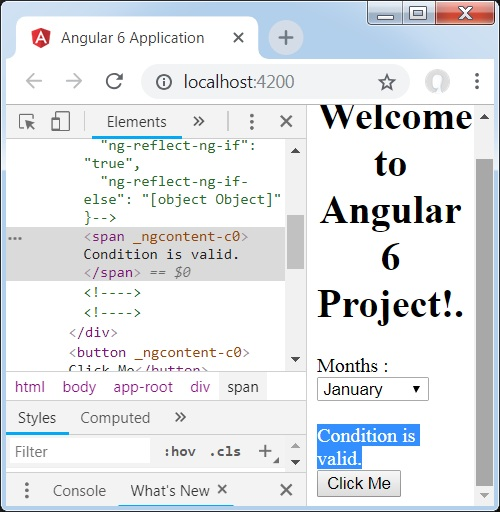 Angular 6 Application
localhost:4200
Elements
"ng-reflect-ng-if":
"true",
"ng-reflect-ng-if-
else": "[object Object]"
}-->
<span _ngcontent-c0>
Condition is valid.
</span> == $0
<!---->
<!---->
</div>
<button _ngcontent-c0>
Click Me</button>
html body app-root div span
Styles Computed
Filter :hov .cls
Console What's New
Welcome
to
Angular
6
Project!.
Months :
January
Condition is
valid.
Click Me